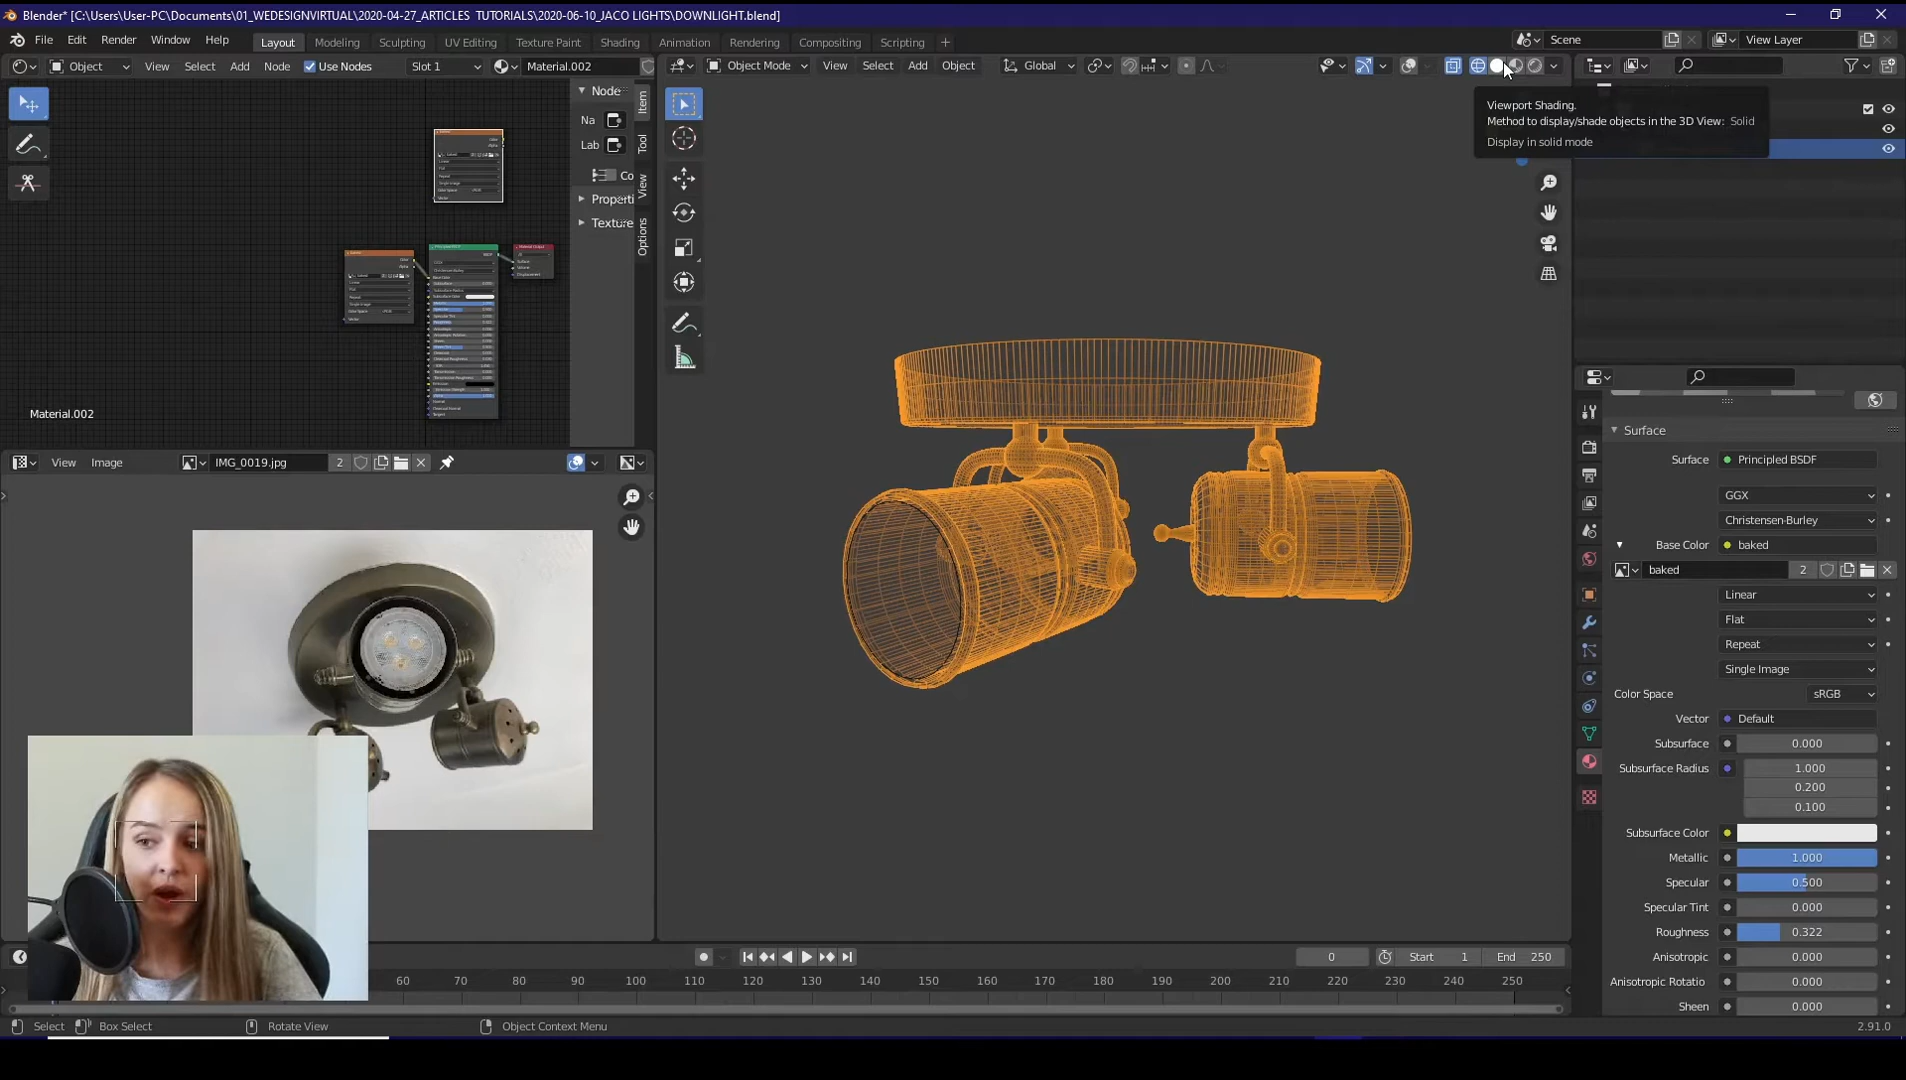 Blender* [C:\Users\User-PC\Documents\01_WEDESIGNVIRTUAL\2020-04-27_ARTICLES TUTORIALS\2020-06-10_JACO LIGHTS\DOWNLIGHT.blend]
File Edit Render Window Help Layout Modeling Sculpting UV Editing Texture Paint Shading Animation Rendering Compositing Scripting + Scene View Layer
Object View Select Add Node Use Nodes Slot 1 Material.002 Object Mode View Select Add Object Global
Node
Na
Lab
Co
Properti
Texture
Item
Tool
View
Options
Material.002
Viewport Shading.
Method to display/shade objects in the 3D View: Solid
Display in solid mode
View Image IMG_0019.jpg 2
Surface
Surface Principled BSDF
GGX
Christensen-Burley
Base Color baked
baked 2
Linear
Flat
Repeat
Single Image
Color Space sRGB
Vector Default
Subsurface 0.000
Subsurface Radius 1.000
0.200
0.100
Subsurface Color
Metallic 1.000
Specular 0.500
Specular Tint 0.000
Roughness 0.322
Anisotropic 0.000
Anisotropic Rotatio 0.000
Sheen 0.000
0 Start 1 End 250
60 70 80 90 100 110 120 130 140 150 160 170 180 190 200 210 220 230 240 250
Select Box Select Rotate View Object Context Menu 2.91.0